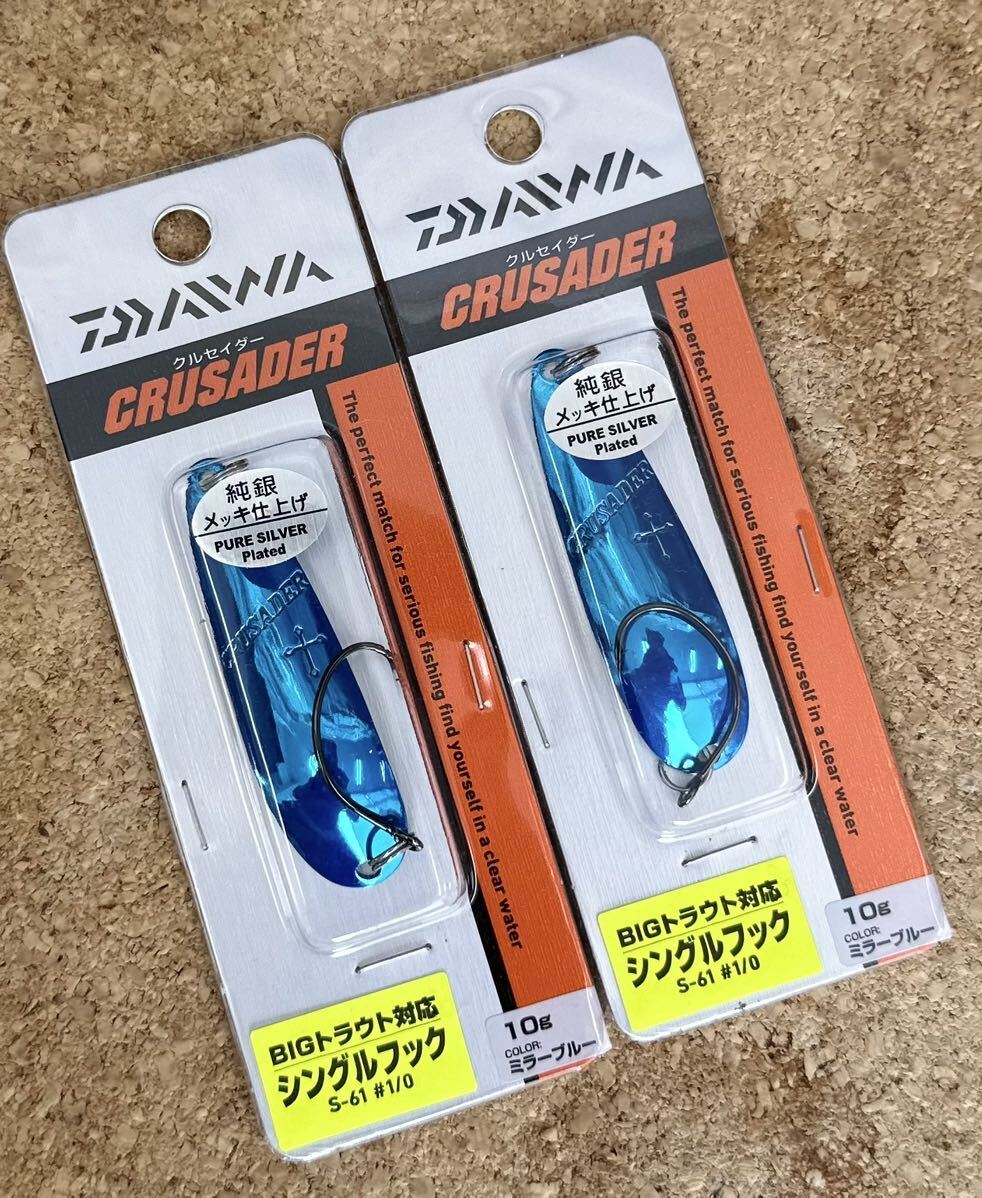 DAIWA
クルセイダー
CRUSADER
The perfect match for serious fishing find yourself in a clear water
純銀
メッキ仕上げ
PURE SILVER
Plated
CRUSADER
BIGトラウト対応
シングルフック
S-61 #1/0
10g
COLOR:
ミラーブルー
DAIWA
クルセイダー
CRUSADER
The perfect match for serious fishing find yourself in a clear water
純銀
メッキ仕上げ
PURE SILVER
Plated
CRUSADER
BIGトラウト対応
シングルフック
S-61 #1/0
10g
COLOR:
ミラーブルー